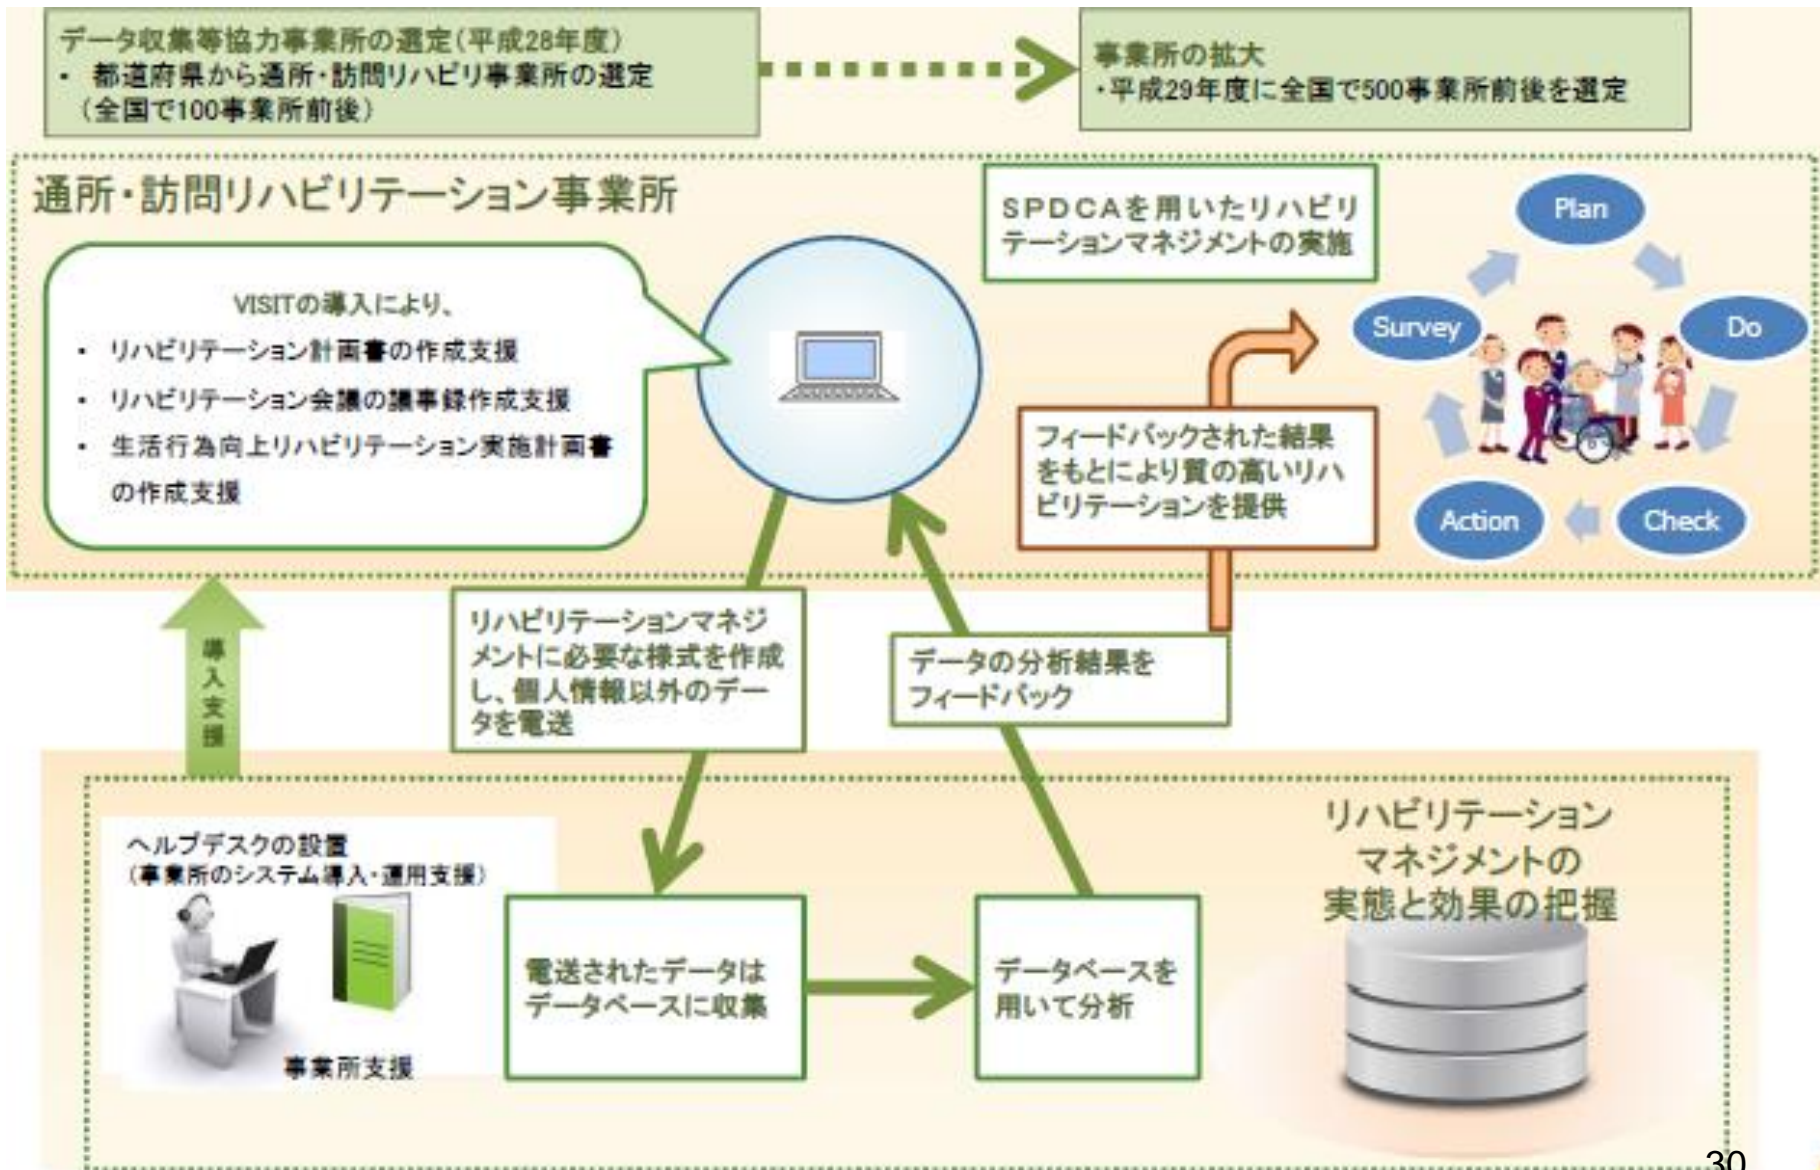 データ収集等協力事業所の選定(平成28年度)
・ 都道府県から通所・訪問リハビリ事業所の選定
(全国で100事業所前後)
事業所の拡大
・平成29年度に全国で500事業所前後を選定
通所・訪問リハビリテーション事業所
VISITの導入により、
・ リハビリテーション計画書の作成支援
・ リハビリテーション会議の議事録作成支援
・ 生活行為向上リハビリテーション実施計画書
の作成支援
SPDCAを用いたリハビリ
テーションマネジメントの実施
Plan
Survey
Do
Action
Check
フィードバックされた結果
をもとにより質の高いリハ
ビリテーションを提供
導入支援
リハビリテーションマネジ
メントに必要な様式を作成
し、個人情報以外のデー
タを電送
データの分析結果を
フィードバック
ヘルプデスクの設置
(事業所のシステム導入・運用支援)
事業所支援
電送されたデータは
データベースに収集
データベースを
用いて分析
リハビリテーション
マネジメントの
実態と効果の把握
30